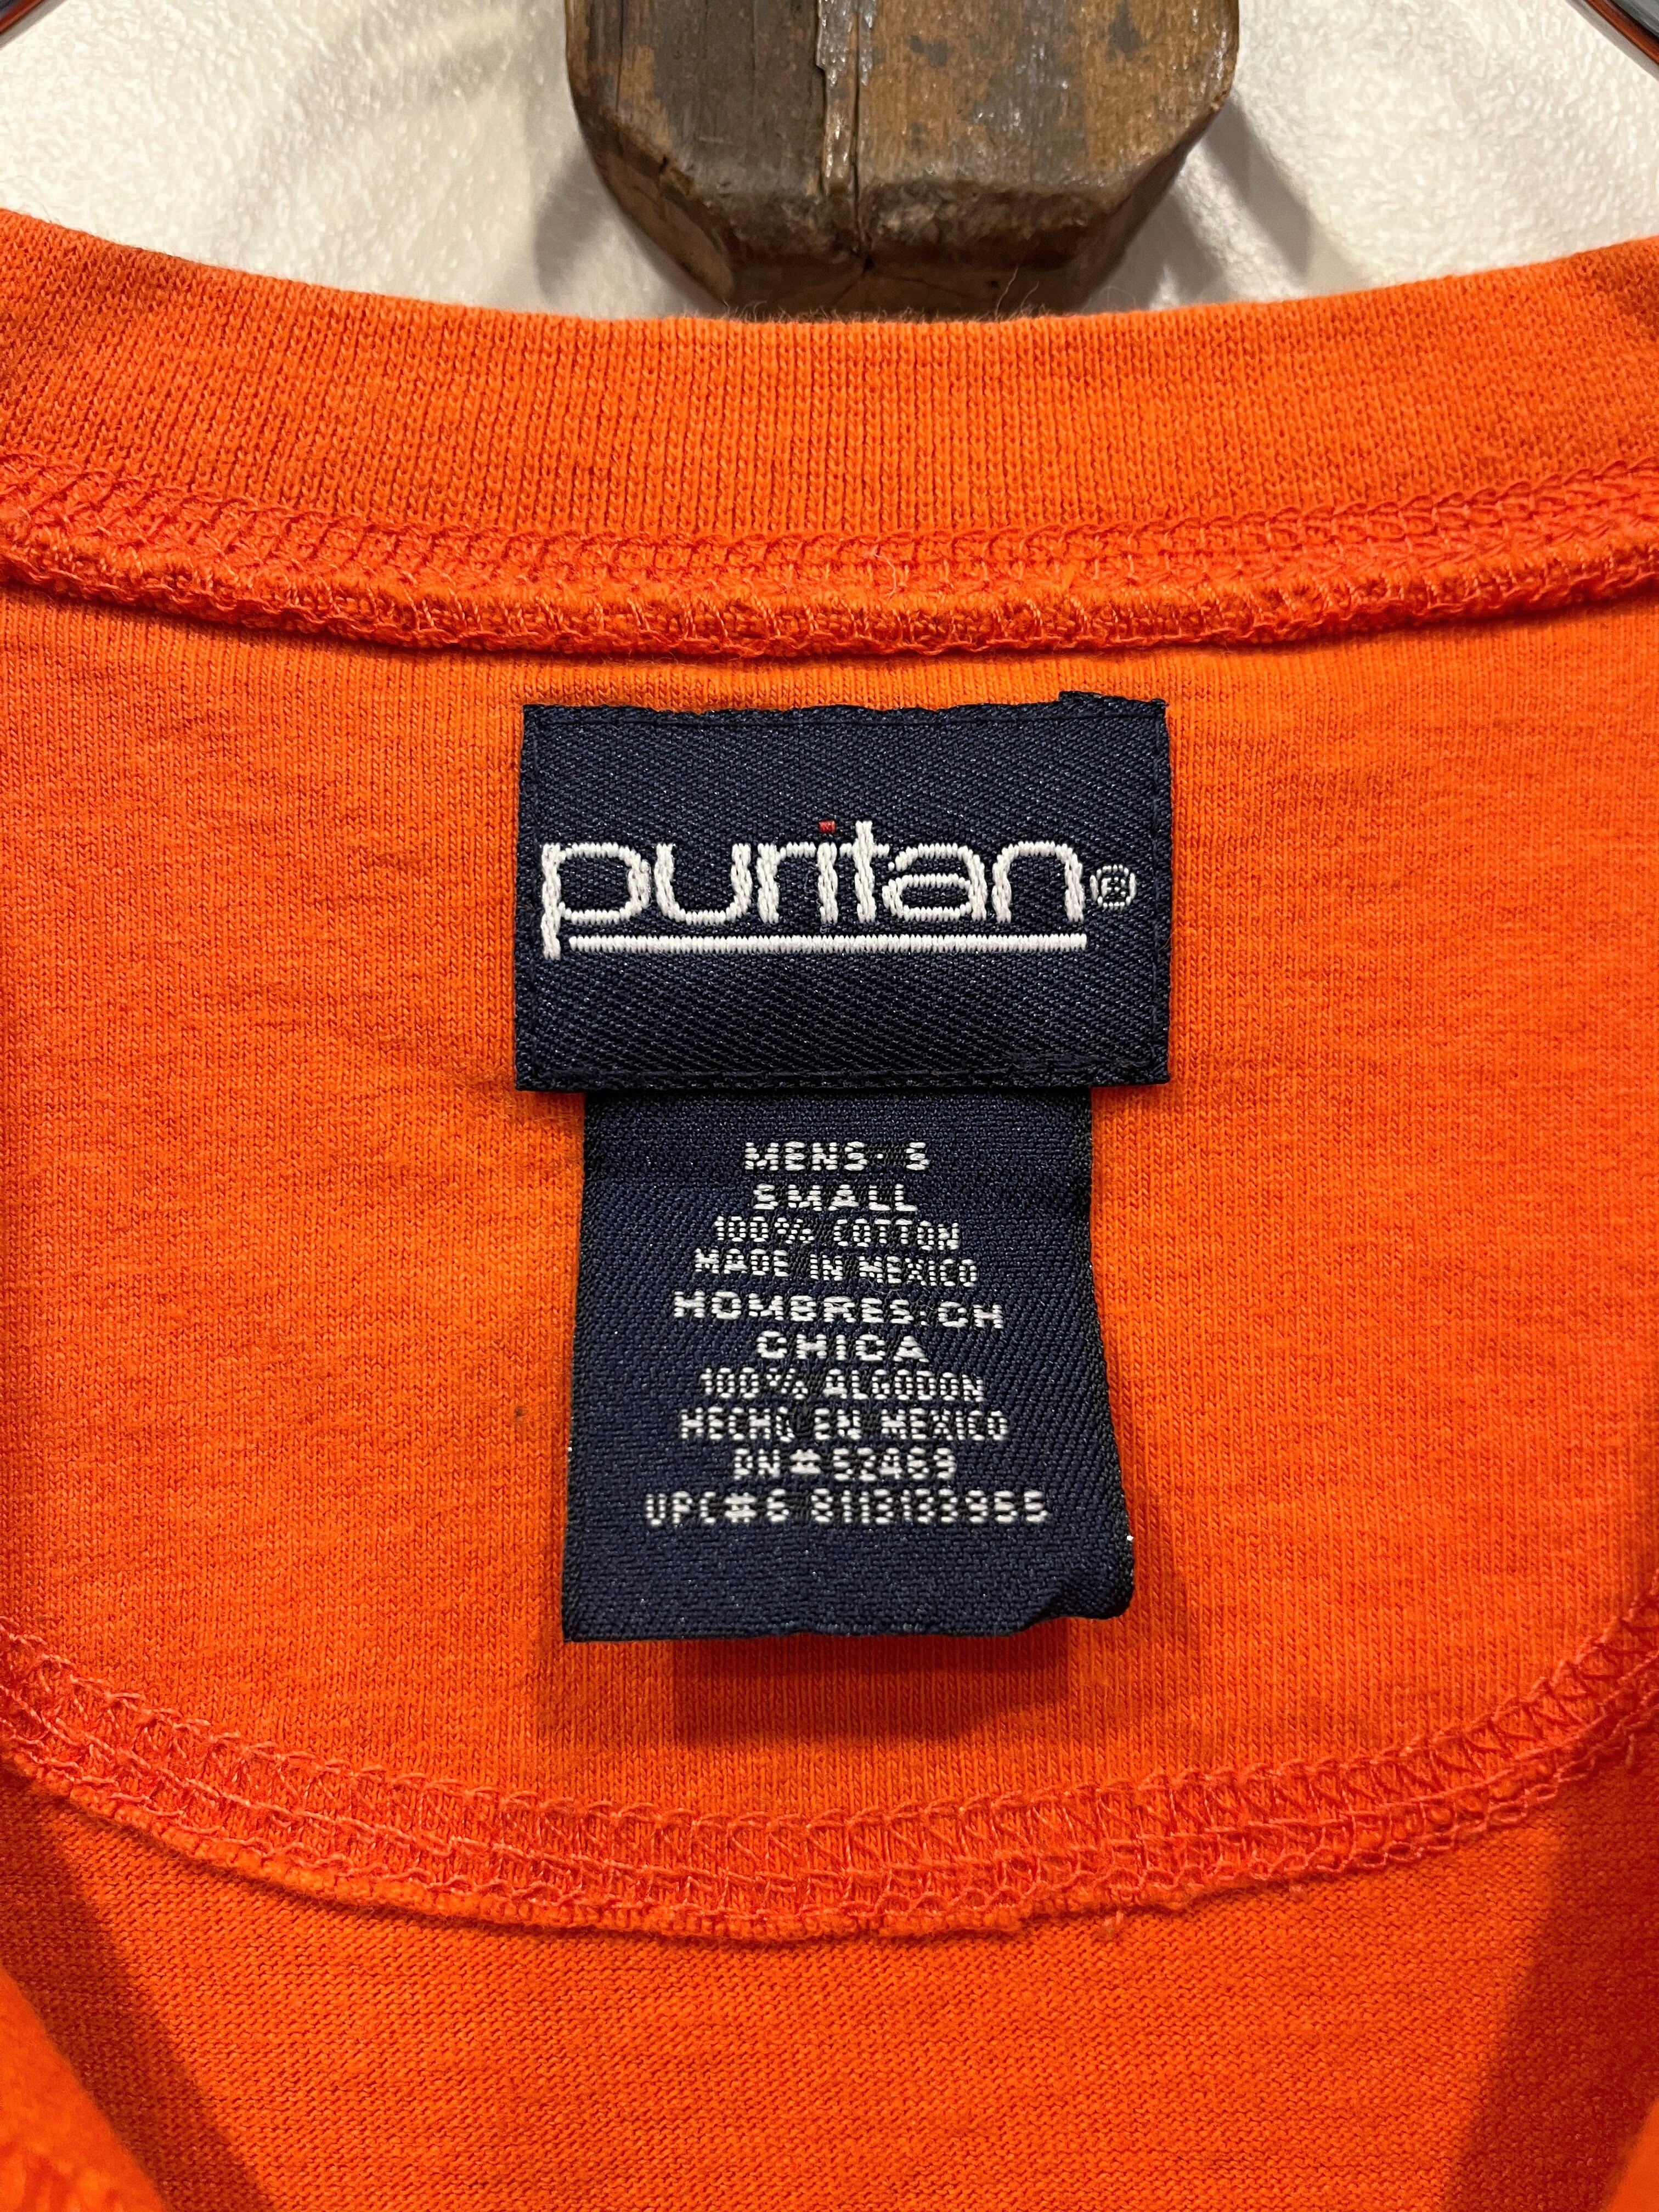 puritan®
MENS: S
SMALL
100% COTTON
MADE IN MEXICO
HOMBRES: CH
CHICA
100% ALGODON
HECHO EN MEXICO
RN#52469
UPC#6